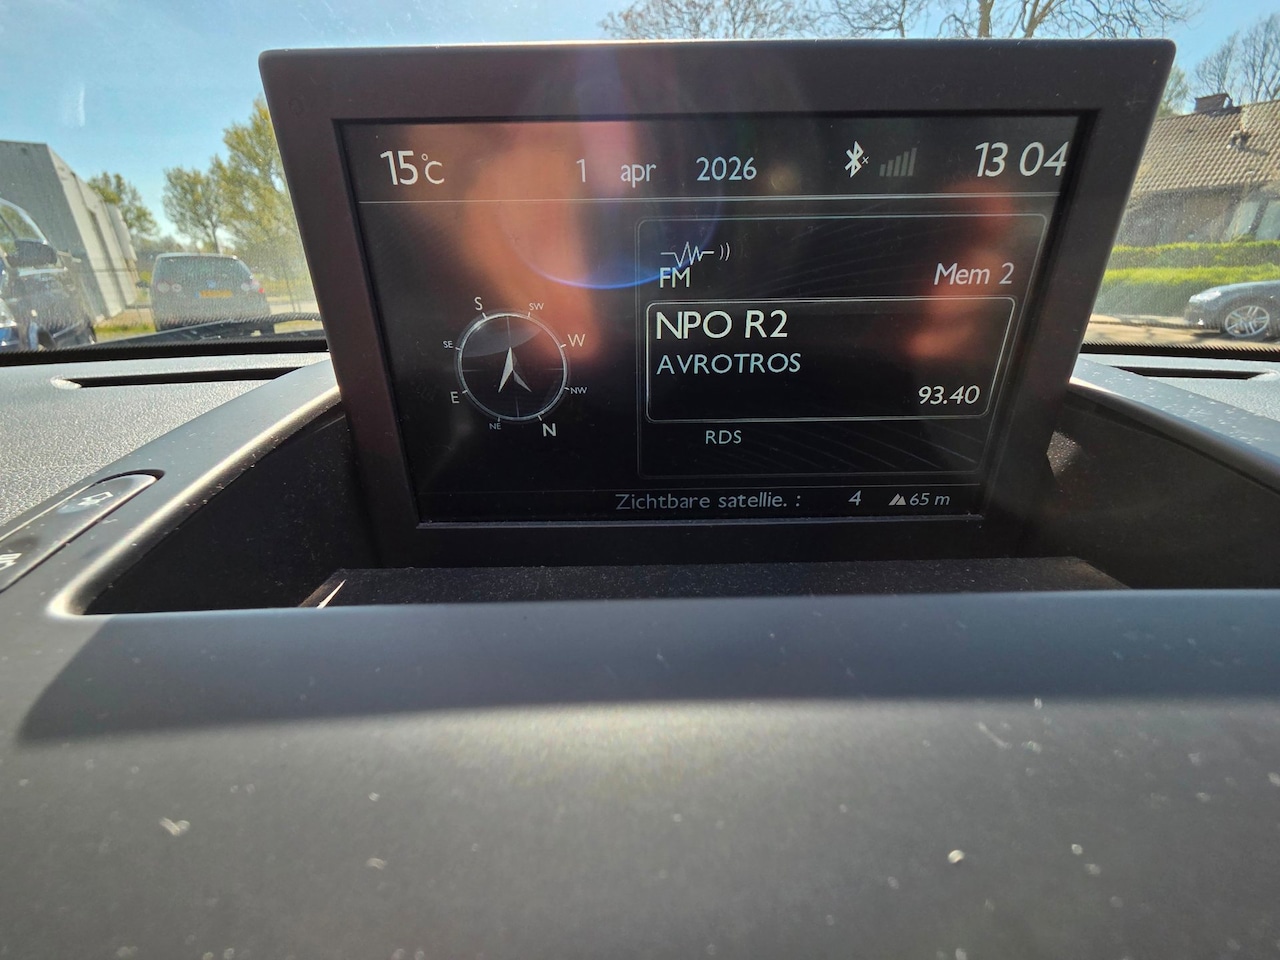 15°C 1 apr 2026 13 04
FM
Mem 2
NPO R2
AVROTROS
93.40
RDS
S
SW
SE
W
E
NW
NE
N
Zichtbare satellie. : 4 65 m